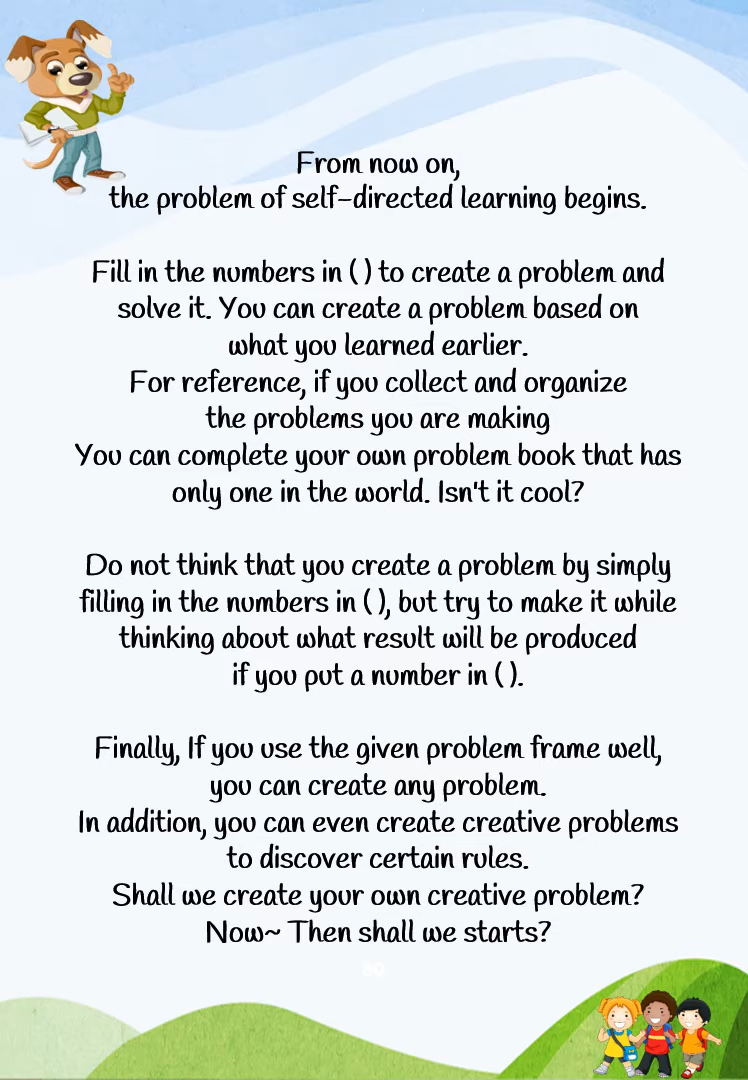 From now on,
the problem of self-directed learning begins.
Fill in the numbers in ( ) to create a problem and
solve it. You can create a problem based on
what you learned earlier.
For reference, if you collect and organize
the problems you are making
You can complete your own problem book that has
only one in the world. Isn't it cool?
Do not think that you create a problem by simply
filling in the numbers in ( ), but try to make it while
thinking about what result will be produced
if you put a number in ( ).
Finally, If you use the given problem frame well,
you can create any problem.
In addition, you can even create creative problems
to discover certain rules.
Shall we create your own creative problem?
Now~ Then shall we starts?
80